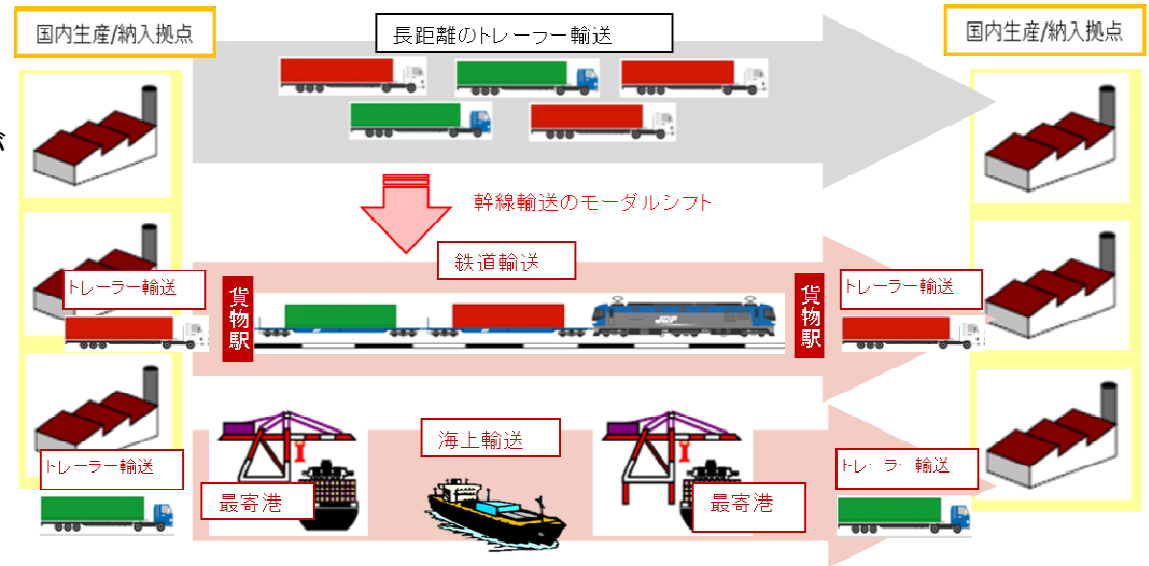 国内生産/納入拠点
長距離のトレーラー輸送
国内生産/納入拠点
が
幹線輸送のモーダルシフト
鉄道輸送
トレーラー輸送
貨物駅
貨物駅
トレーラー輸送
海上輸送
トレーラー輸送
最寄港
最寄港
トレーラー輸送